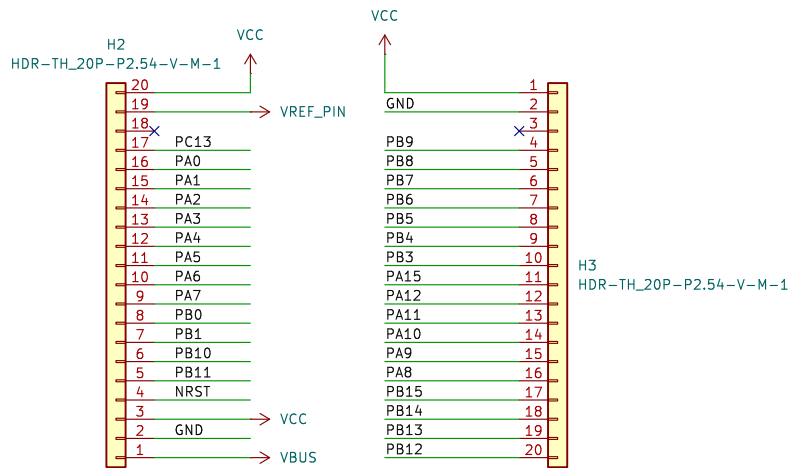 VCC
H2
HDR-TH_20P-P2.54-V-M-1
20
19 VREF_PIN
18
17 PC13
16 PA0
15 PA1
14 PA2
13 PA3
12 PA4
11 PA5
10 PA6
9 PA7
8 PB0
7 PB1
6 PB10
5 PB11
4 NRST
3 VCC
2 GND
1 VBUS
VCC
1
GND 2
3
PB9 4
PB8 5
PB7 6
PB6 7
PB5 8
PB4 9
PB3 10
PA15 11
PA12 12
PA11 13
PA10 14
PA9 15
PA8 16
PB15 17
PB14 18
PB13 19
PB12 20
H3
HDR-TH_20P-P2.54-V-M-1